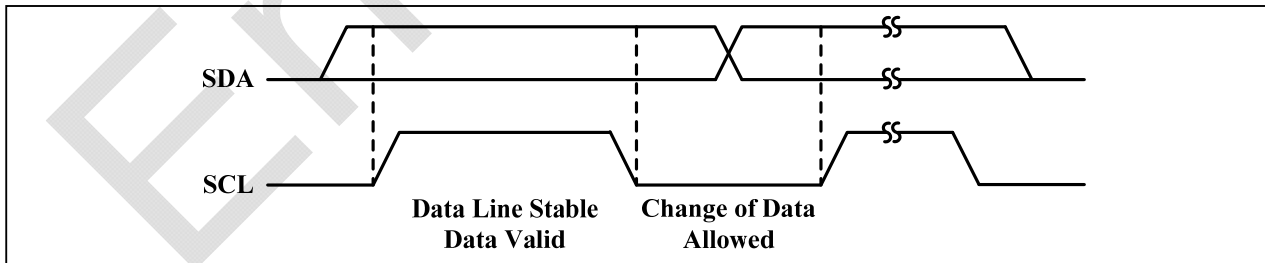 SDA
SCL
Data Line Stable
Data Valid
Change of Data
Allowed